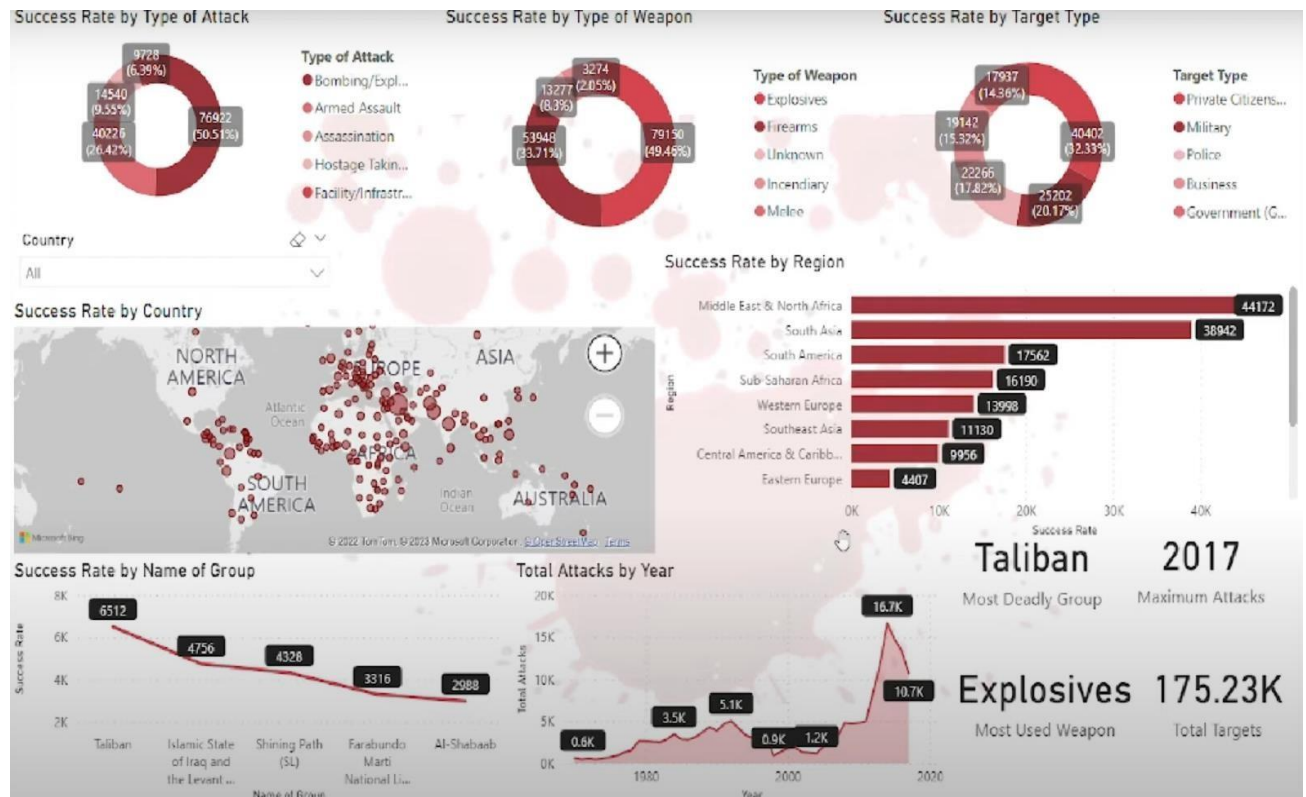 Success Rate by Type of Attack
9728
(6.39%)
14540
(9.55%)
40226
(26.42%)
76922
(50.51%)
Type of Attack
Bombing/Expl...
Armed Assault
Assassination
Hostage Takin...
Facility/Infrastr...
Success Rate by Type of Weapon
3274
(2.05%)
13277
(8.3%)
53948
(33.71%)
79150
(49.46%)
Type of Weapon
Explosives
Firearms
Unknown
Incendiary
Melee
Success Rate by Target Type
17937
(14.36%)
19142
(15.32%)
22266
(17.82%)
40402
(32.33%)
25202
(20.17%)
Target Type
Private Citizens...
Military
Police
Business
Government (G...
Country
All
Success Rate by Country
NORTH
AMERICA
EUROPE
ASIA
Atlantic
Ocean
AFRICA
SOUTH
AMERICA
Indian
Ocean
AUSTRALIA
Microsoft Bing
© 2022 TomTom, © 2023 Microsoft Corporation, © OpenStreetMap Terms
Success Rate by Region
Region
Middle East & North Africa 44172
South Asia 38942
South America 17562
Sub-Saharan Africa 16190
Western Europe 13998
Southeast Asia 11130
Central America & Caribb... 9956
Eastern Europe 4407
0K 10K 20K 30K 40K
Success Rate
Success Rate by Name of Group
Success Rate
8K
6K
4K
2K
6512
4756
4328
3316
2988
Taliban
Islamic State
of Iraq and
the Levant ...
Shining Path
(SL)
Farabundo
Marti
National Li...
Al-Shabaab
Name of Group
Total Attacks by Year
Total Attacks
20K
15K
10K
5K
0K
0.6K
3.5K
5.1K
0.9K
1.2K
16.7K
10.7K
1980 2000 2020
Year
Taliban
Most Deadly Group
2017
Maximum Attacks
Explosives
Most Used Weapon
175.23K
Total Targets